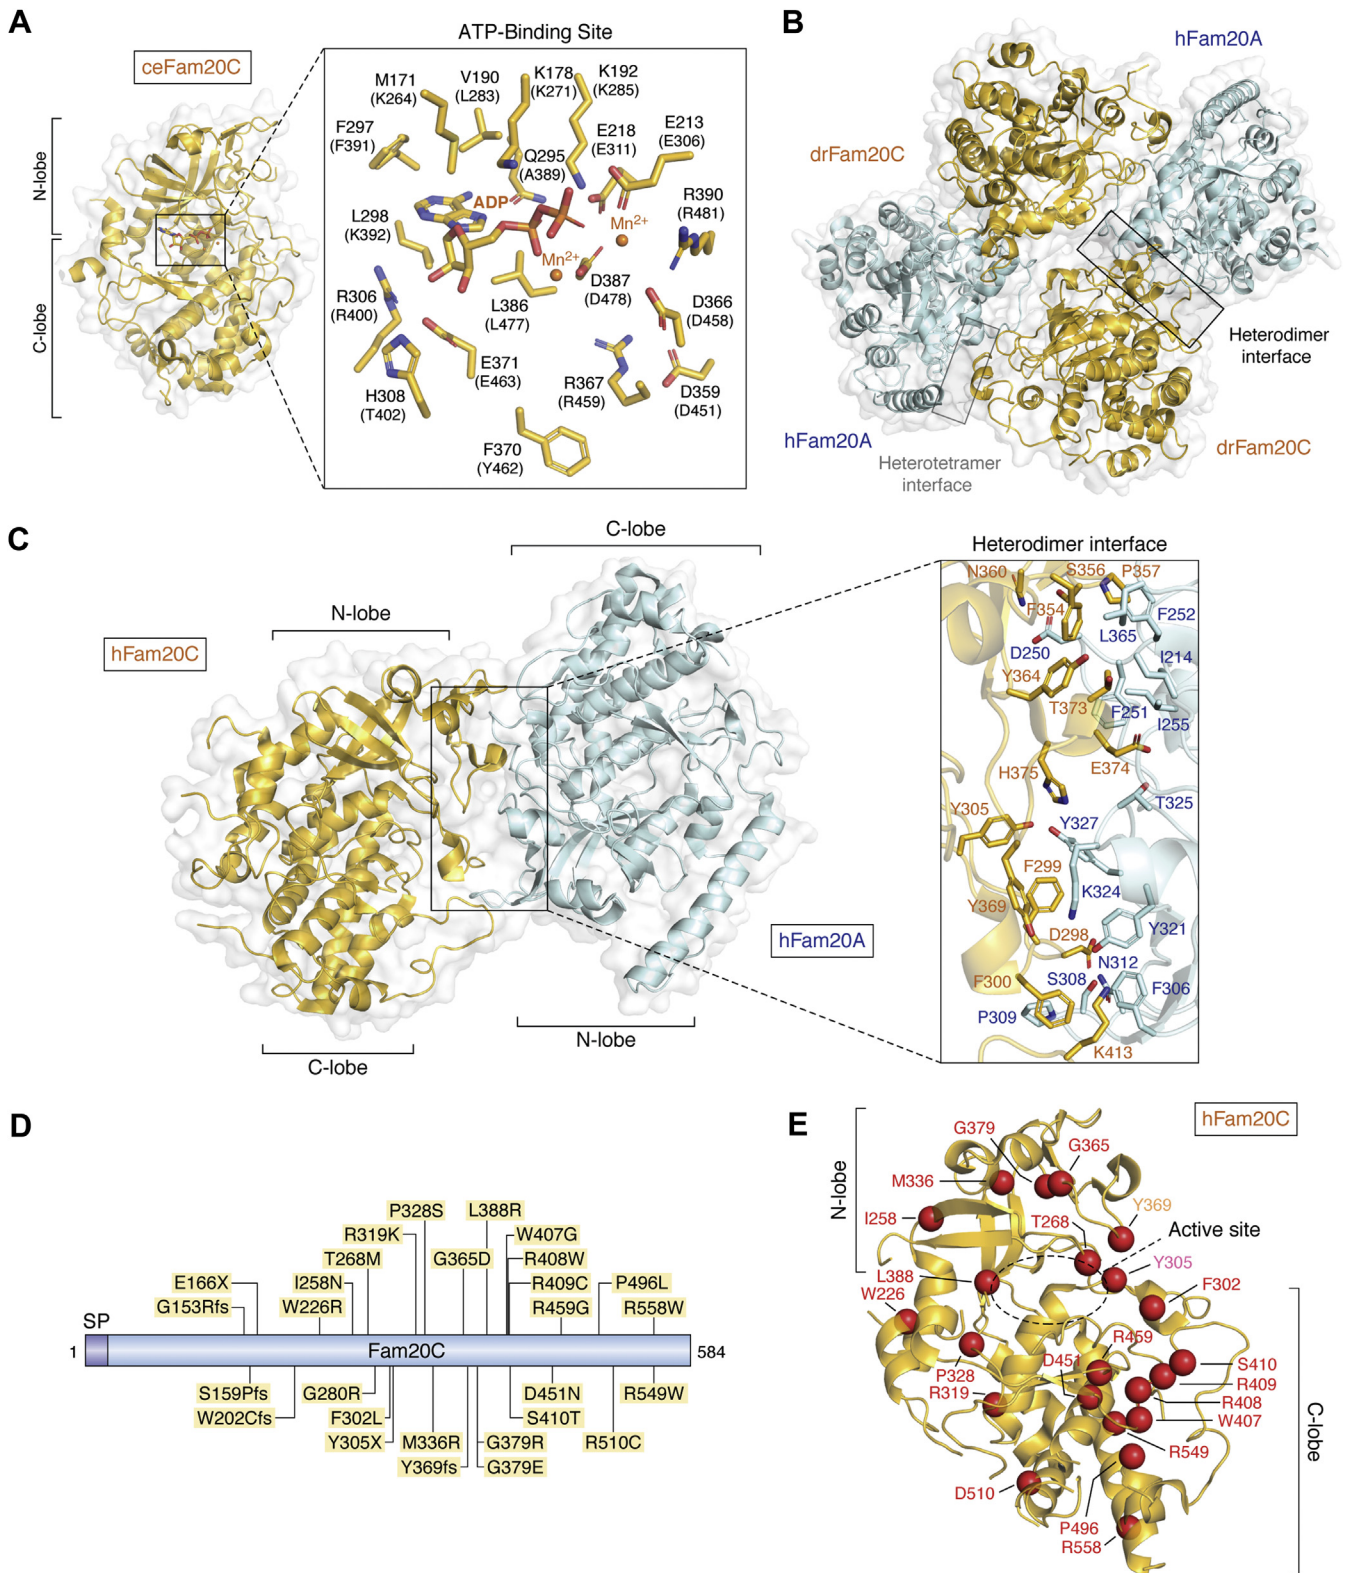 A
ceFam20C
N-lobe
C-lobe
ATP-Binding Site
M171
(K264)
V190
(L283)
K178
(K271)
K192
(K285)
F297
(F391)
Q295
(A389)
E218
(E311)
E213
(E306)
ADP
Mn2+
R390
(R481)
L298
(K392)
Mn2+
R306
(R400)
L386
(L477)
D387
(D478)
D366
(D458)
H308
(T402)
E371
(E463)
R367
(R459)
D359
(D451)
F370
(Y462)
B
hFam20A
drFam20C
Heterodimer
interface
hFam20A
Heterotetramer
interface
drFam20C
C
C-lobe
N-lobe
hFam20C
hFam20A
N-lobe
C-lobe
Heterodimer interface
N360
S356
P357
F354
F252
L365
D250
I214
Y364
T373
F251
I255
E374
H375
T325
Y305
Y327
F299
K324
Y369
Y321
D298
N312
S308
F300
F306
P309
K413
D
P328S
L388R
R319K
W407G
T268M
G365D
R408W
E166X
I258N
R409C
P496L
G153Rfs
W226R
R459G
R558W
SP
1
Fam20C
584
S159Pfs
G280R
D451N
R549W
W202Cfs
F302L
S410T
Y305X
M336R
G379R
R510C
Y369fs
G379E
E
hFam20C
N-lobe
G379
G365
M336
Y369
I258
T268
Active site
L388
Y305
W226
F302
R459
D451
S410
P328
R409
R319
R408
W407
R549
D510
P496
R558
C-lobe